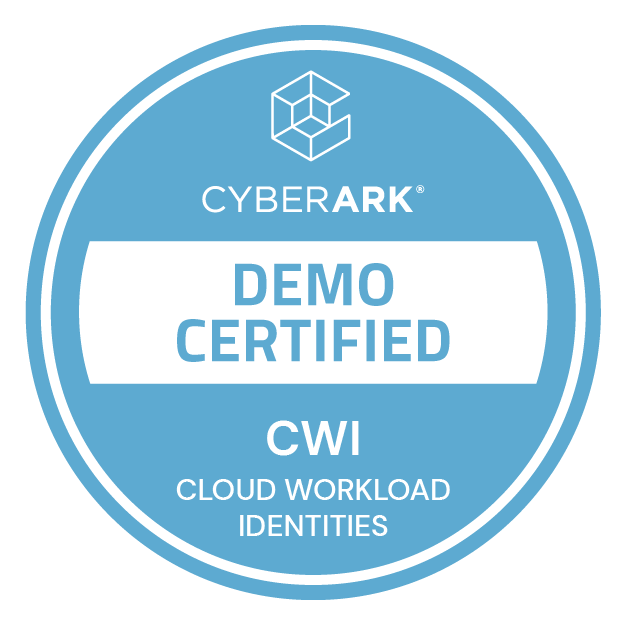 CYBERARK®
DEMO
CERTIFIED
CWI
CLOUD WORKLOAD
IDENTITIES